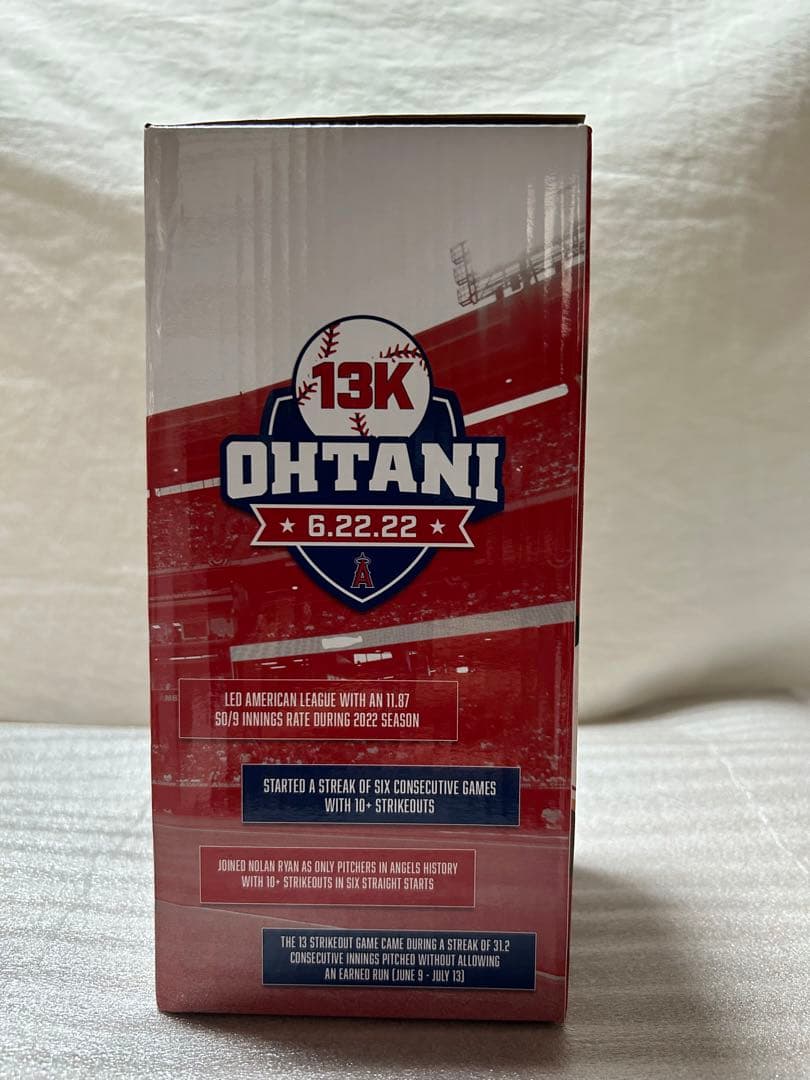 13K
OHTANI
★ 6.22.22 ★
A
LED AMERICAN LEAGUE WITH AN 11.87
SO/9 INNINGS RATE DURING 2022 SEASON
STARTED A STREAK OF SIX CONSECUTIVE GAMES
WITH 10+ STRIKEOUTS
JOINED NOLAN RYAN AS ONLY PITCHERS IN ANGELS HISTORY
WITH 10+ STRIKEOUTS IN SIX STRAIGHT STARTS
THE 13 STRIKEOUT GAME CAME DURING A STREAK OF 31.2
CONSECUTIVE INNINGS PITCHED WITHOUT ALLOWING
AN EARNED RUN (JUNE 9 - JULY 13)